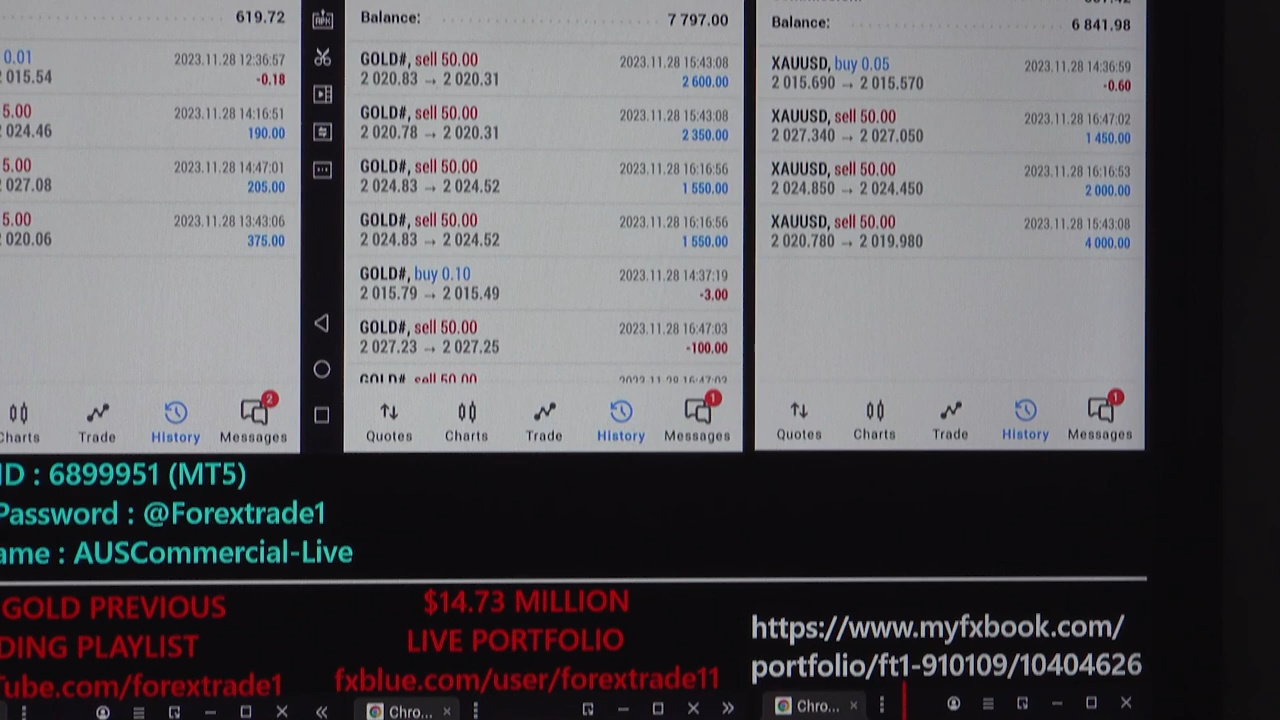 619.72
0.01
2023.11.28 12:36:57
2 015.54
-0.18
5.00
2023.11.28 14:16:51
2 024.46
190.00
5.00
2023.11.28 14:47:01
2 027.08
205.00
5.00
2023.11.28 13:43:06
2 020.06
375.00
Charts
Trade
History
2
Messages
APK
Balance:
7 797.00
GOLD#, sell 50.00
2023.11.28 15:43:08
2 020.83 → 2 020.31
2 600.00
GOLD#, sell 50.00
2023.11.28 15:43:08
2 020.78 → 2 020.31
2 350.00
GOLD#, sell 50.00
2023.11.28 16:16:56
2 024.83 → 2 024.52
1 550.00
GOLD#, sell 50.00
2023.11.28 16:16:56
2 024.83 → 2 024.52
1 550.00
GOLD#, buy 0.10
2023.11.28 14:37:19
2 015.79 → 2 015.49
-3.00
GOLD#, sell 50.00
2023.11.28 16:47:03
2 027.23 → 2 027.25
-100.00
GOLD#, sell 50.00
Quotes
Charts
Trade
History
1
Messages
Balance:
6 841.98
XAUUSD, buy 0.05
2023.11.28 14:36:59
2 015.690 → 2 015.570
-0.60
XAUUSD, sell 50.00
2023.11.28 16:47:02
2 027.340 → 2 027.050
1 450.00
XAUUSD, sell 50.00
2023.11.28 16:16:53
2 024.850 → 2 024.450
2 000.00
XAUUSD, sell 50.00
2023.11.28 15:43:08
2 020.780 → 2 019.980
4 000.00
Quotes
Charts
Trade
History
1
Messages
ID : 6899951 (MT5)
Password : @Forextrade1
ame : AUSCommercial-Live
GOLD PREVIOUS
DING PLAYLIST
Tube.com/forextrade1
$14.73 MILLION
LIVE PORTFOLIO
fxblue.com/user/forextrade11
https://www.myfxbook.com/
portfolio/ft1-910109/10404626
Chro...
Chro...